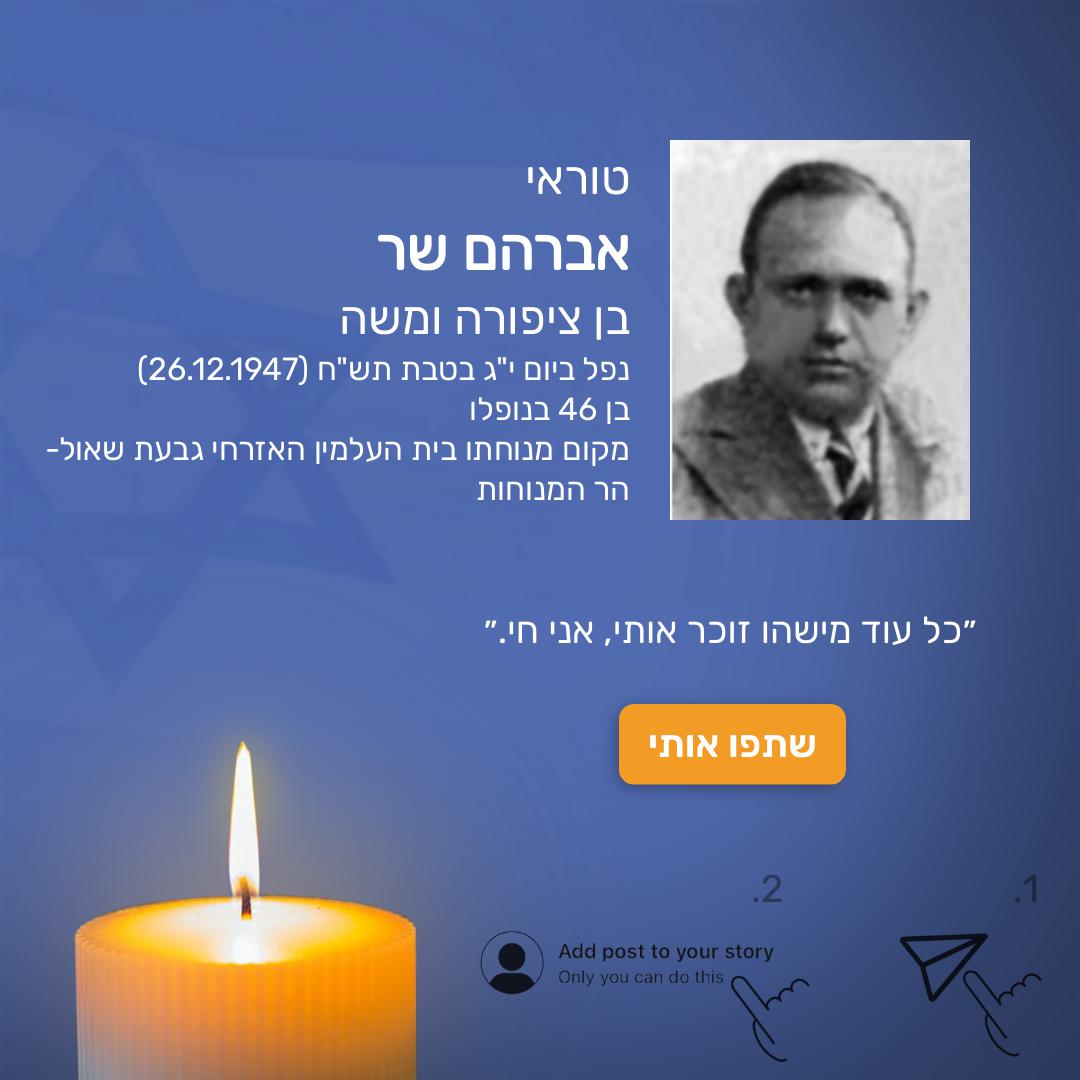 טוראי
אברהם שר
בן ציפורה ומשה
נפל ביום י"ג בטבת תש"ח (26.12.1947)
בן 46 בנופלו
מקום מנוחתו בית העלמין האזרחי גבעת שאול-
הר המנוחות
״כל עוד מישהו זוכר אותי, אני חי.״
שתפו אותי
1.
2.
Add post to your story
Only you can do this